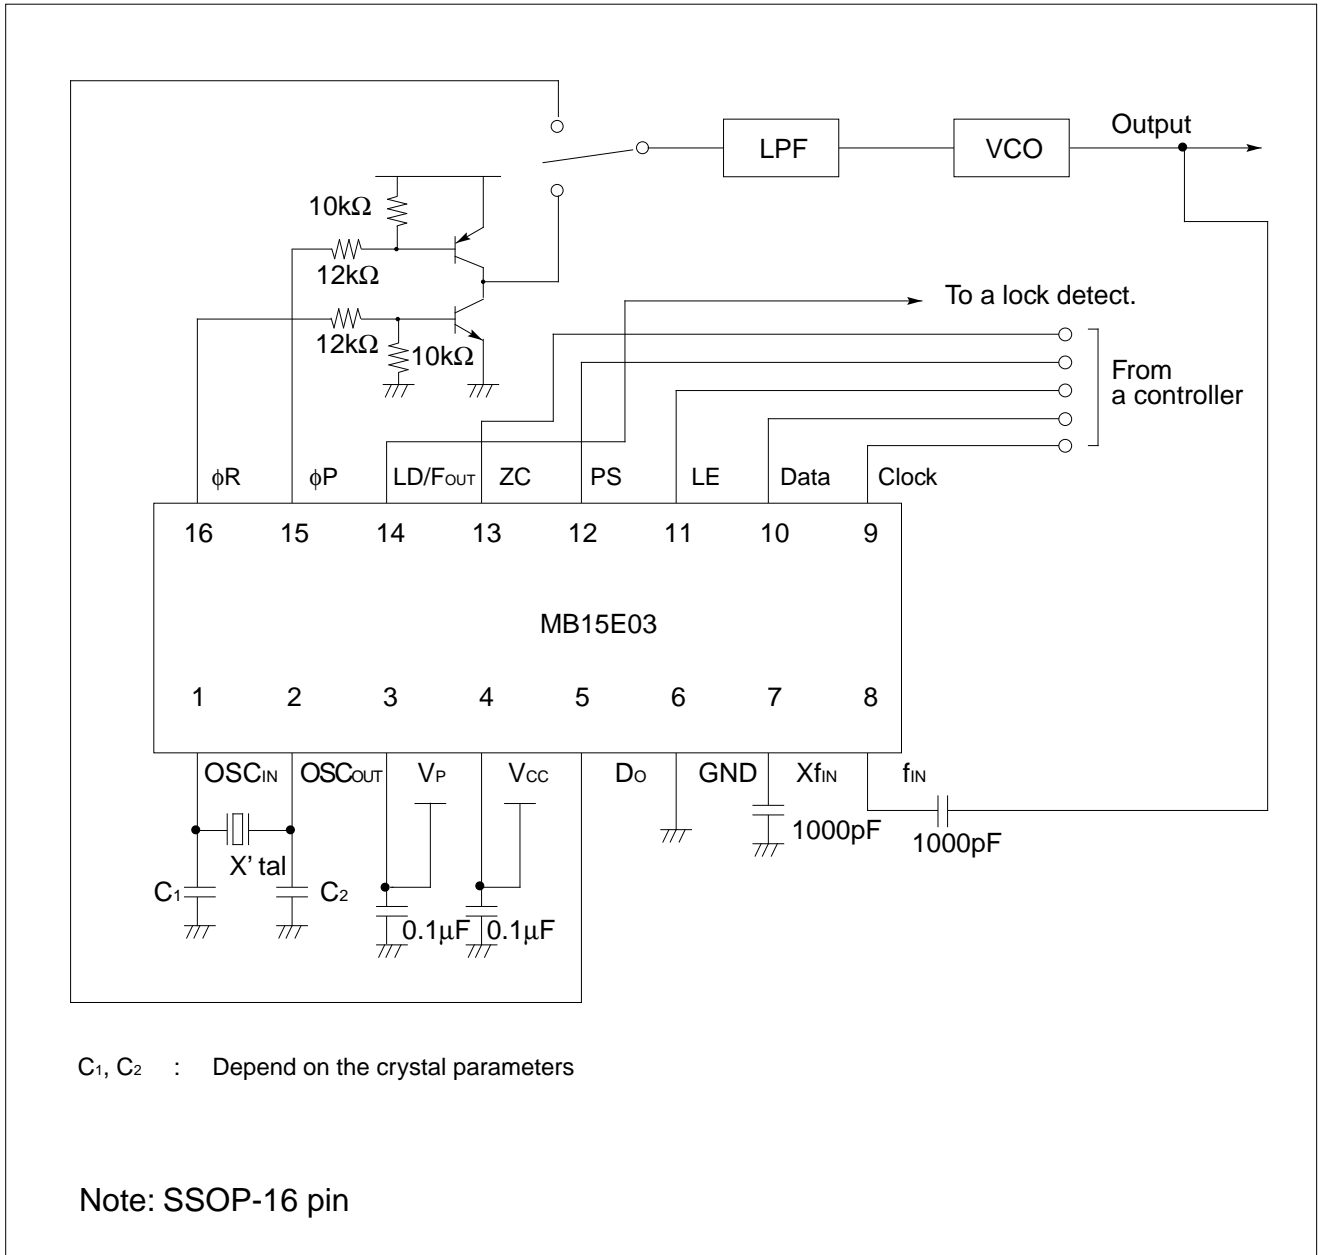 Output
LPF
VCO
10kΩ
12kΩ
12kΩ
10kΩ
To a lock detect.
From
a controller
ϕR ϕP LD/FOUT ZC PS LE Data Clock
16 15 14 13 12 11 10 9
MB15E03
1 2 3 4 5 6 7 8
OSCIN OSCOUT VP VCC DO GND XfIN fIN
X' tal
1000pF
1000pF
C1
C2
0.1µF 0.1µF
C1, C2 : Depend on the crystal parameters
Note: SSOP-16 pin